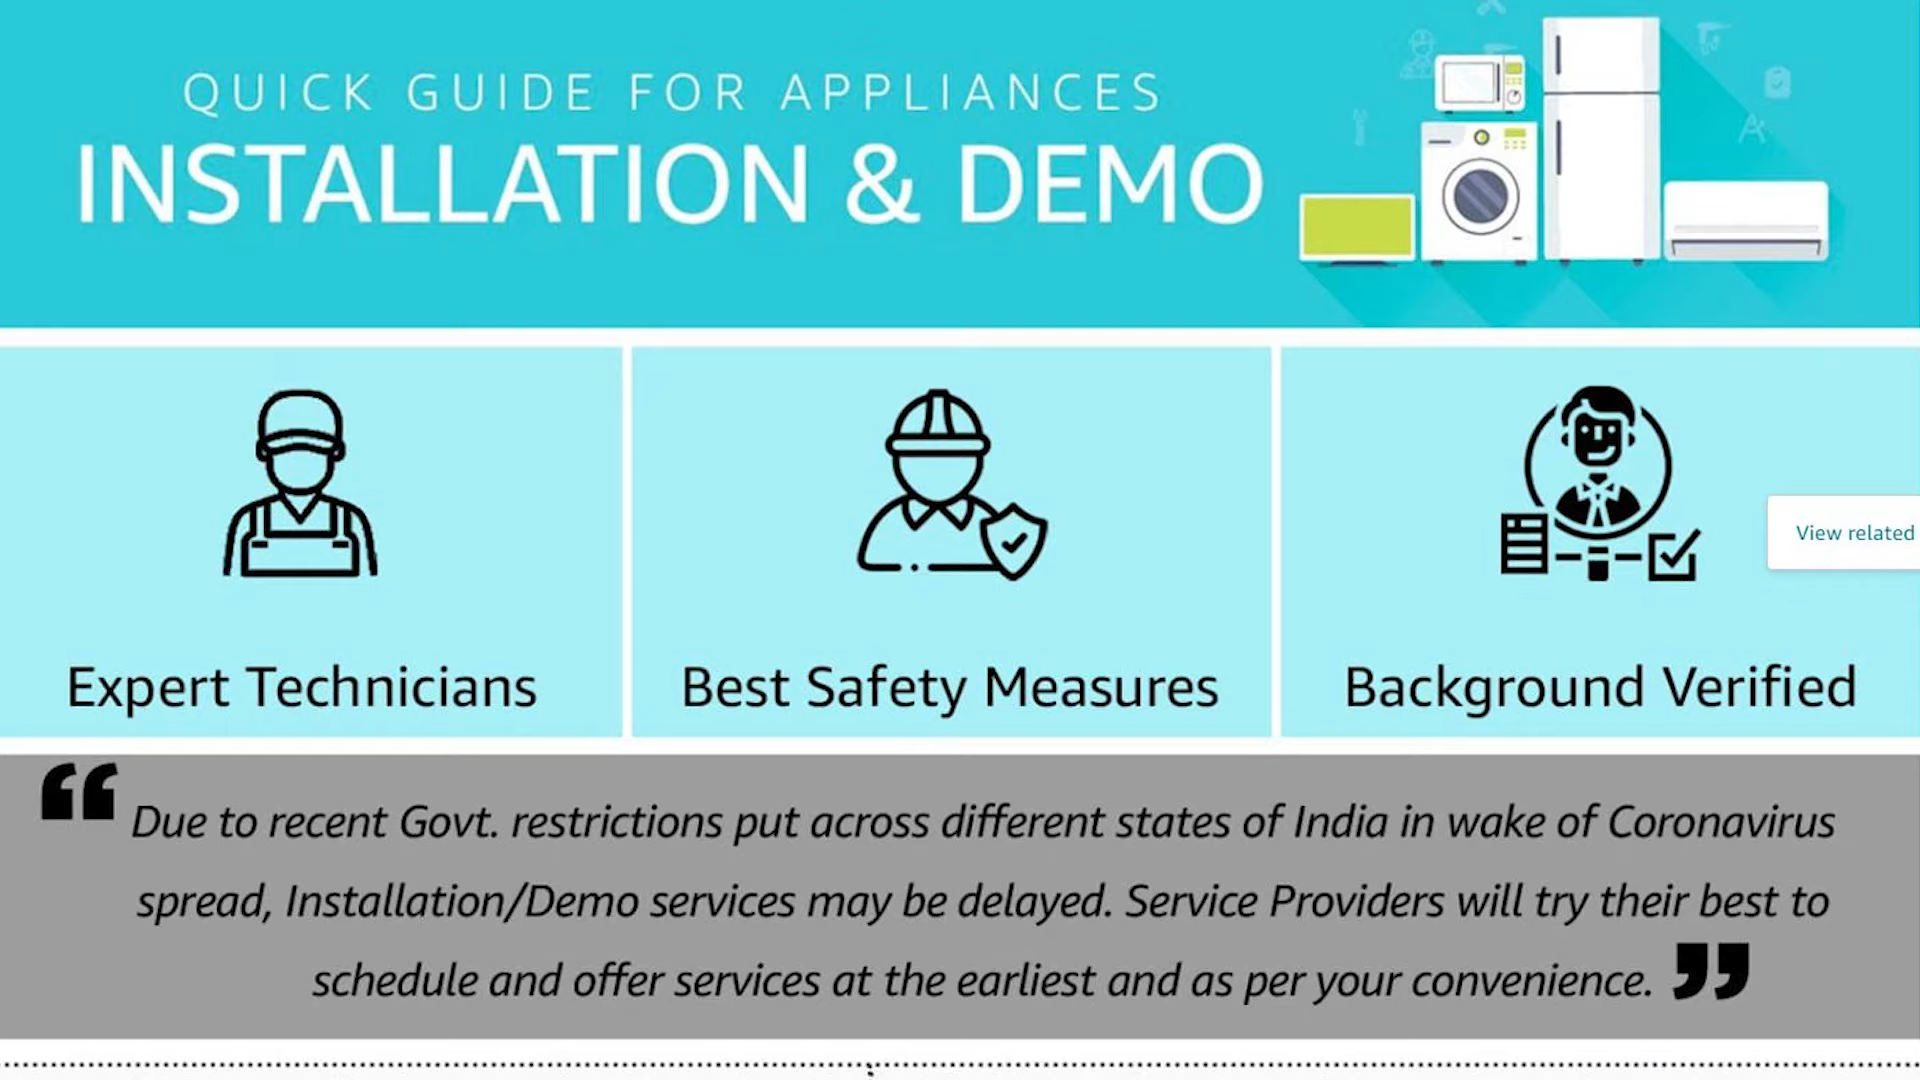 QUICK GUIDE FOR APPLIANCES
INSTALLATION & DEMO
Expert Technicians
Best Safety Measures
Background Verified
View related
“ Due to recent Govt. restrictions put across different states of India in wake of Coronavirus
spread, Installation/Demo services may be delayed. Service Providers will try their best to
schedule and offer services at the earliest and as per your convenience. ”